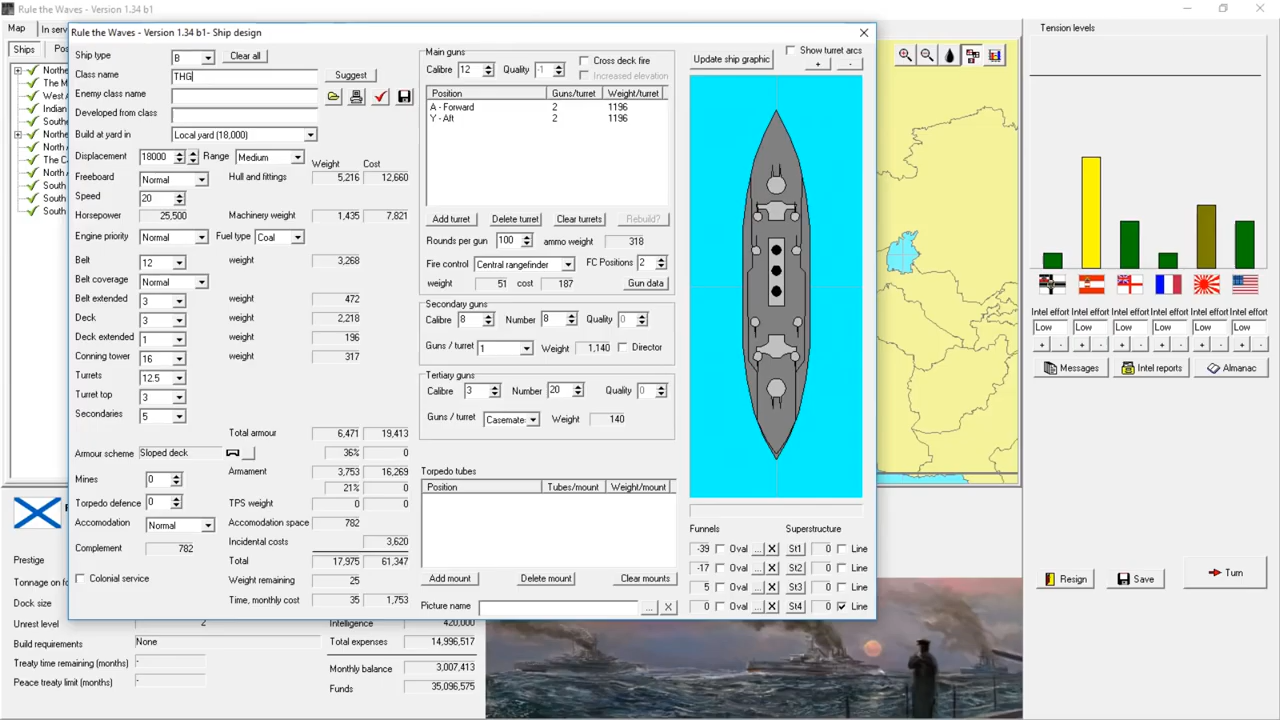 Rule the Waves - Version 1.34 b1
Map
In serv
Ships
Northe
The M
West A
Indian
Southe
Northe
North A
The Ca
North A
South
South
South
Rule the Waves - Version 1.34 b1- Ship design
Ship type
B
Clear all
Class name
THG
Suggest
Enemy class name
Developed from class
Build at yard in
Local yard (18,000)
Displacement
18000
Range
Medium
Weight
Cost
Freeboard
Normal
Hull and fittings
5,216
12,660
Speed
20
Horsepower
25,500
Machinery weight
1,435
7,821
Engine priority
Normal
Fuel type
Coal
Belt
12
weight
3,268
Belt coverage
Normal
Belt extended
3
weight
472
Deck
3
weight
2,218
Deck extended
1
weight
196
Conning tower
16
weight
317
Turrets
12.5
Turret top
3
Secondaries
5
Total armour
6,471
19,413
Armour scheme
Sloped deck
36%
0
Mines
0
Armament
3,753
16,269
21%
0
Torpedo defence
0
TPS weight
0
0
Accomodation
Normal
Accomodation space
782
Complement
782
Incidental costs
3,620
Total
17,975
61,347
Colonial service
Weight remaining
25
Time, monthly cost
35
1,753
Main guns
Calibre
12
Quality
-1
Cross deck fire
Increased elevation
Position
Guns/turret
Weight/turret
A - Forward
2
1196
Y - Aft
2
1196
Add turret
Delete turret
Clear turrets
Rebuild?
Rounds per gun
100
ammo weight
318
Fire control
Central rangefinder
FC Positions
2
weight
51
cost
187
Gun data
Secondary guns
Calibre
8
Number
8
Quality
0
Guns / turret
1
Weight
1,140
Director
Tertiary guns
Calibre
3
Number
20
Quality
0
Guns / turret
Casemate
Weight
140
Torpedo tubes
Position
Tubes/mount
Weight/mount
Add mount
Delete mount
Clear mounts
Picture name
...
X
Update ship graphic
Show turret arcs
+
-
Funnels
Superstructure
-39
Oval
...
X
St1
0
Line
-17
Oval
...
X
St2
0
Line
5
Oval
...
X
St3
0
Line
0
Oval
...
X
St4
0
Line
Tension levels
Intel effort
Intel effort
Intel effort
Intel effort
Intel effort
Intel effort
Low
Low
Low
Low
Low
Low
+ - + - + - + - + - + -
Messages
Intel reports
Almanac
Resign
Save
Turn
Prestige
Tonnage on fo
Dock size
Unrest level
2
Build requirements
None
Treaty time remaining (months)
-
Peace treaty limit (months)
-
Intelligence
420,000
Total expenses
14,996,517
Monthly balance
3,007,413
Funds
35,096,575